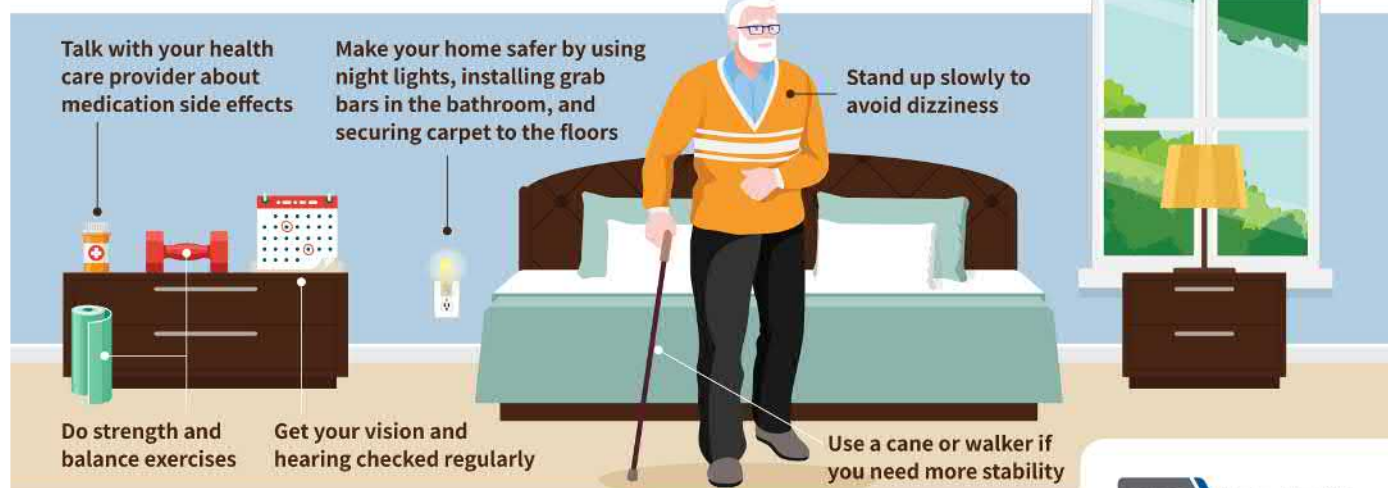 Talk with your health
care provider about
medication side effects
Make your home safer by using
night lights, installing grab
bars in the bathroom, and
securing carpet to the floors
Stand up slowly to
avoid dizziness
Do strength and
balance exercises
Get your vision and
hearing checked regularly
Use a cane or walker if
you need more stability